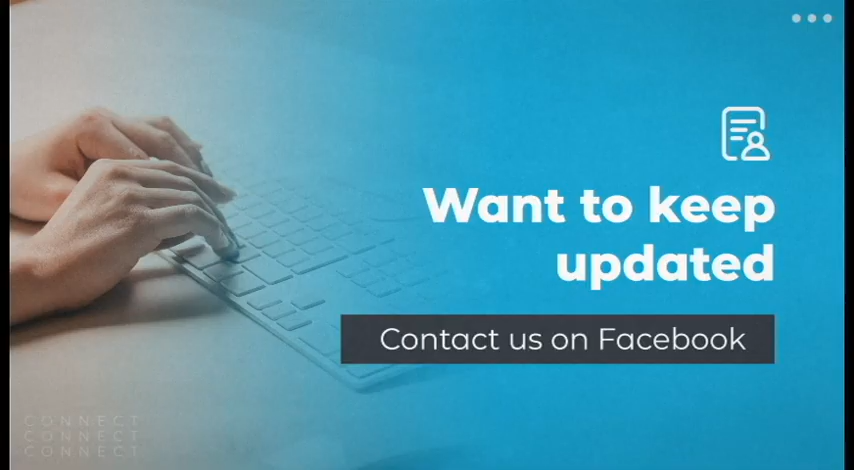 Want to keep
updated
Contact us on Facebook
CONNECT
CONNECT
CONNECT